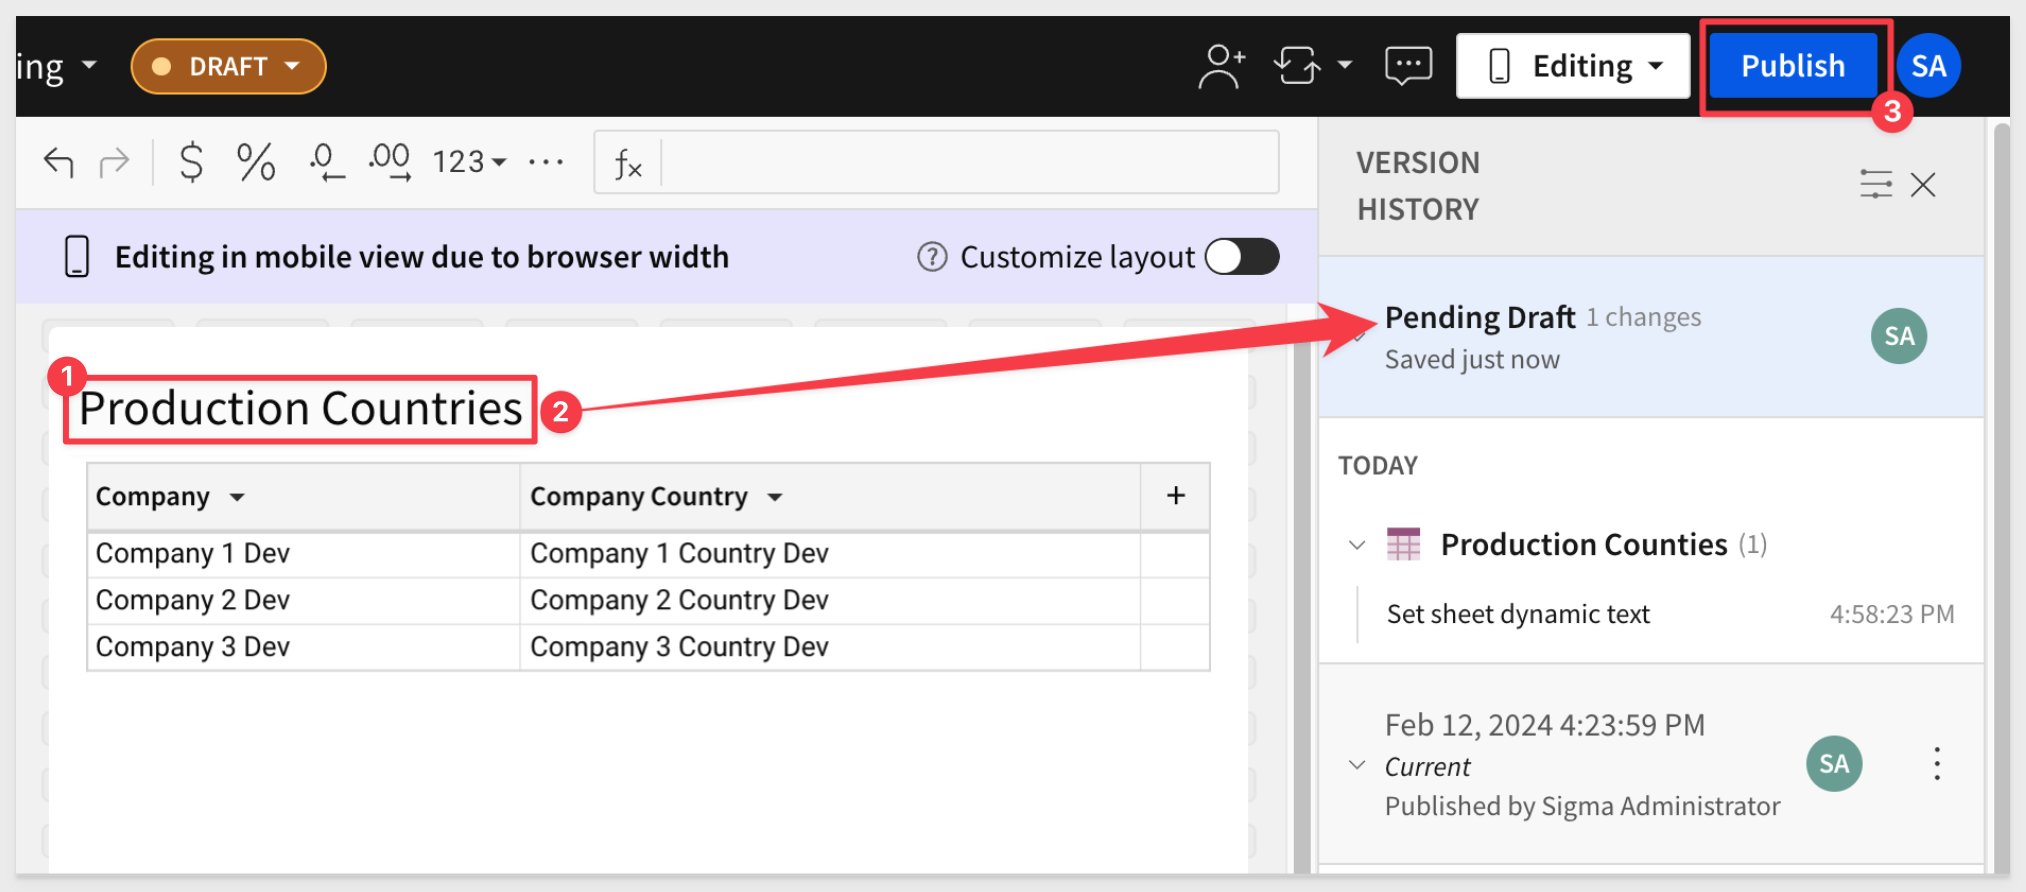 ing
DRAFT
Editing
Publish
SA
3
$ % .0 .00 123 ...
fx
VERSION
HISTORY
Editing in mobile view due to browser width
? Customize layout
Pending Draft 1 changes
Saved just now
SA
1
Production Countries
2
TODAY
Company
Company Country
+
Company 1 Dev
Company 1 Country Dev
Company 2 Dev
Company 2 Country Dev
Company 3 Dev
Company 3 Country Dev
Production Counties (1)
Set sheet dynamic text
4:58:23 PM
Feb 12, 2024 4:23:59 PM
Current
Published by Sigma Administrator
SA